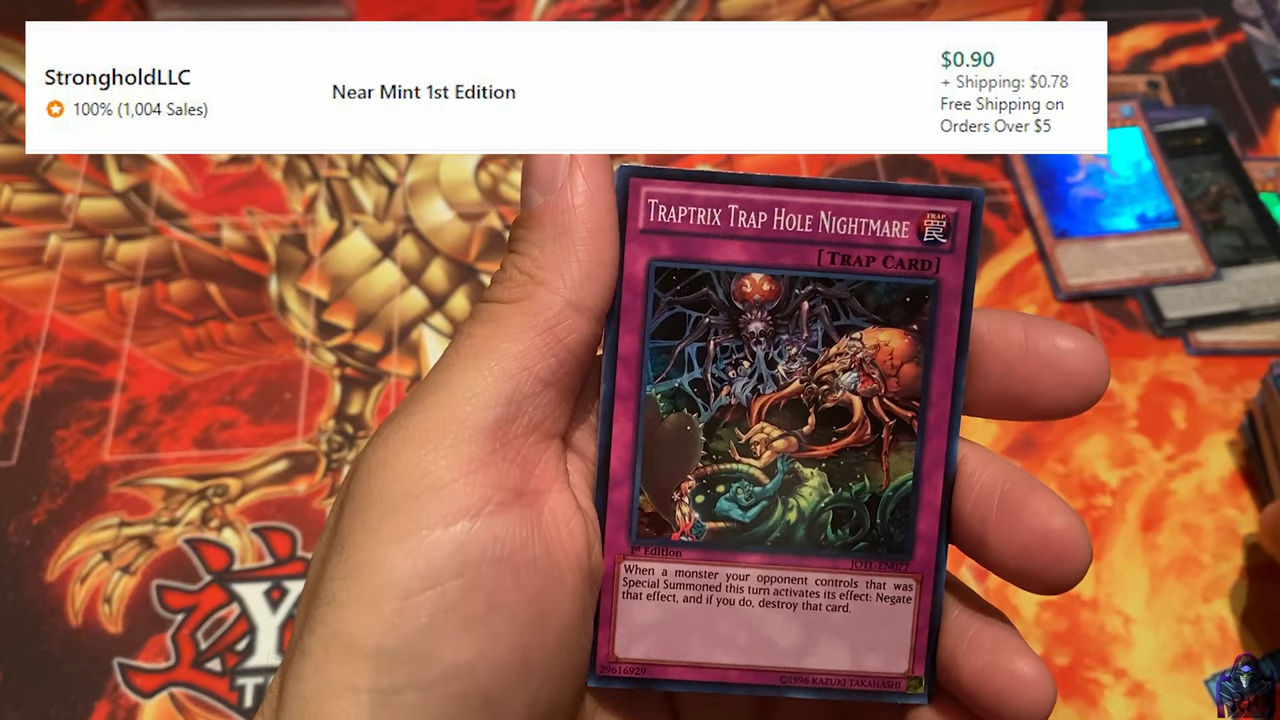 StrongholdLLC
100% (1,004 Sales)
Near Mint 1st Edition
$0.90
+ Shipping: $0.78
Free Shipping on
Orders Over $5
TRAPTRIX TRAP HOLE NIGHTMARE
TRAP
罠
[TRAP CARD]
1st Edition
JOTL-EN077
When a monster your opponent controls that was
Special Summoned this turn activates its effect: Negate
that effect, and if you do, destroy that card.
29616929
©1996 KAZUKI TAKAHASHI